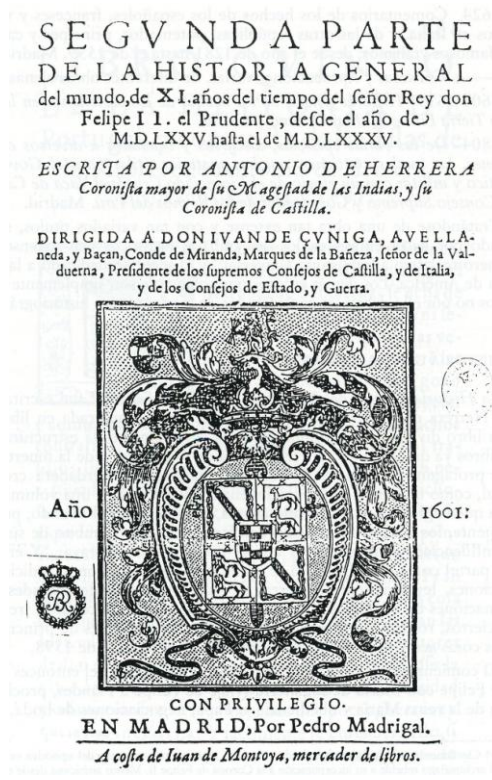 SEGUNDA PARTE
DE LA HISTORIA GENERAL
del mundo, de XI. años del tiempo del ſeñor Rey don
Felipe II. el Prudente, deſde el año de
M.D.LXXV. haſta el de M.D.LXXXV.
ESCRITA POR ANTONIO DE HERRERA
Coroniſta mayor de ſu Mageſtad de las Indias, y ſu
Coroniſta de Caſtilla.
DIRIGIDA A DON IVAN DE ÇVÑIGA, AVELLA-
neda, y Baçan, Conde de Miranda, Marques de la Bañeza, ſeñor de la Val-
duerna, Preſidente de los ſupremos Conſejos de Caſtilla, y de Italia,
y de los Conſejos de Eſtado, y Guerra.
Año 1601:
CON PRIVILEGIO.
EN MADRID, Por Pedro Madrigal.
A coſta de Iuan de Montoya, mercader de libros.